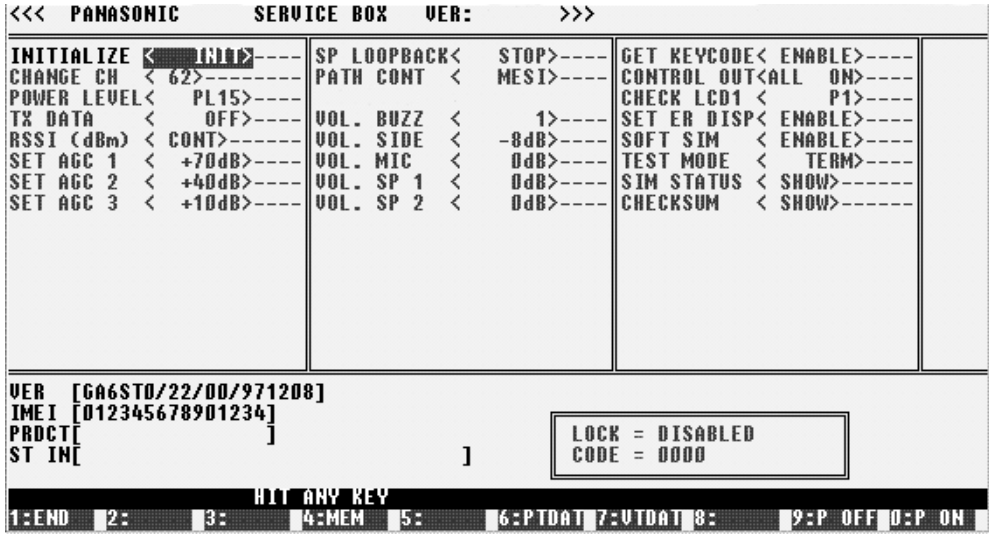 <<< PANASONIC SERVICE BOX VER: >>>
INITIALIZE < INIT>---- SP LOOPBACK< STOP>---- GET KEYCODE< ENABLE>----
CHANGE CH < 62>--------- PATH CONT < MESI>---- CONTROL OUT<ALL ON>----
POWER LEVEL< PL15>---- CHECK LCD1 < P1>----
TX DATA < OFF>---- VOL. BUZZ < 1>---- SET ER DISP< ENABLE>----
RSSI (dBm) < CONT>------ VOL. SIDE < -8dB>---- SOFT SIM < ENABLE>----
SET AGC 1 < +70dB>---- VOL. MIC < 0dB>---- TEST MODE < TERM>----
SET AGC 2 < +40dB>---- VOL. SP 1 < 0dB>---- SIM STATUS < SHOW>------
SET AGC 3 < +10dB>---- VOL. SP 2 < 0dB>---- CHECKSUM < SHOW>------
VER [GA6ST0/22/00/971208]
IMEI [012345678901234]
PRDCT[ ]
ST IN[ ]
LOCK = DISABLED
CODE = 0000
HIT ANY KEY
1:END 2: 3: 4:MEM 5: 6:PTDAT 7:VTDAT 8: 9:P OFF 0:P ON